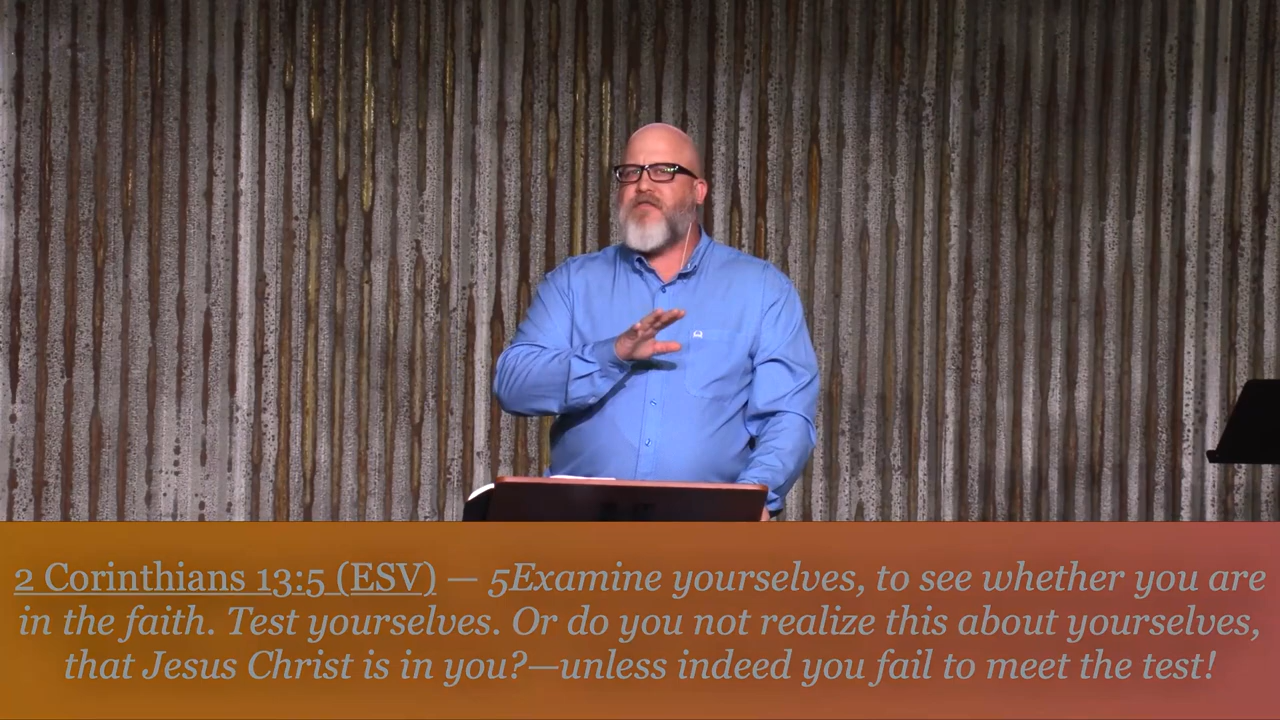 2 Corinthians 13:5 (ESV) — 5Examine yourselves, to see whether you are
in the faith. Test yourselves. Or do you not realize this about yourselves,
that Jesus Christ is in you?—unless indeed you fail to meet the test!